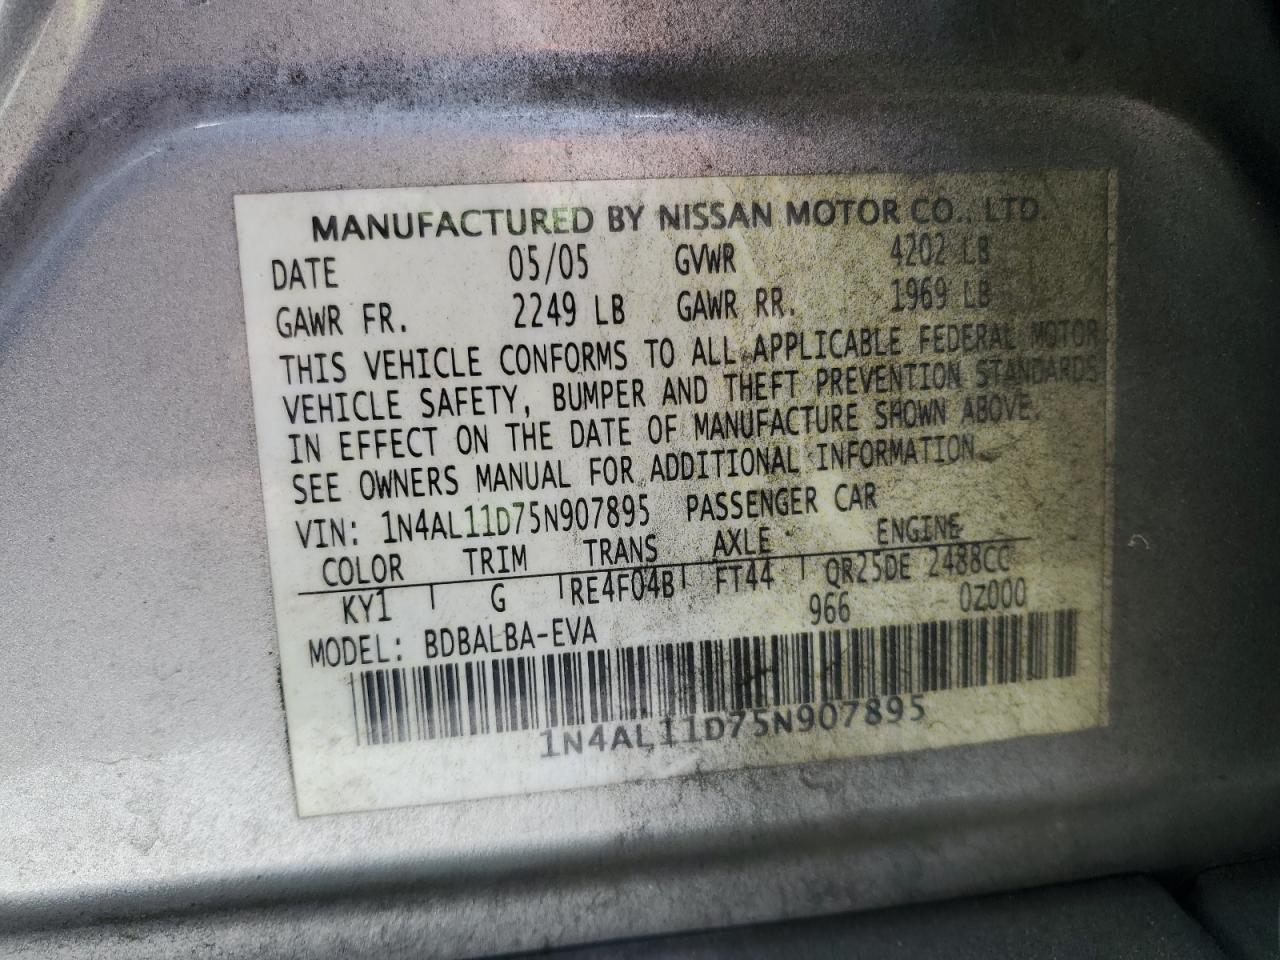 MANUFACTURED BY NISSAN MOTOR CO., LTD.
DATE 05/05 GVWR 4202 LB
GAWR FR. 2249 LB GAWR RR. 1969 LB
THIS VEHICLE CONFORMS TO ALL APPLICABLE FEDERAL MOTOR
VEHICLE SAFETY, BUMPER AND THEFT PREVENTION STANDARDS
IN EFFECT ON THE DATE OF MANUFACTURE SHOWN ABOVE.
SEE OWNERS MANUAL FOR ADDITIONAL INFORMATION.
VIN: 1N4AL11D75N907895 PASSENGER CAR
COLOR TRIM TRANS AXLE ENGINE
KY1 G RE4F04B FT44 QR25DE 2488CC
MODEL: BDBALBA-EVA 966 0Z000
1N4AL11D75N907895